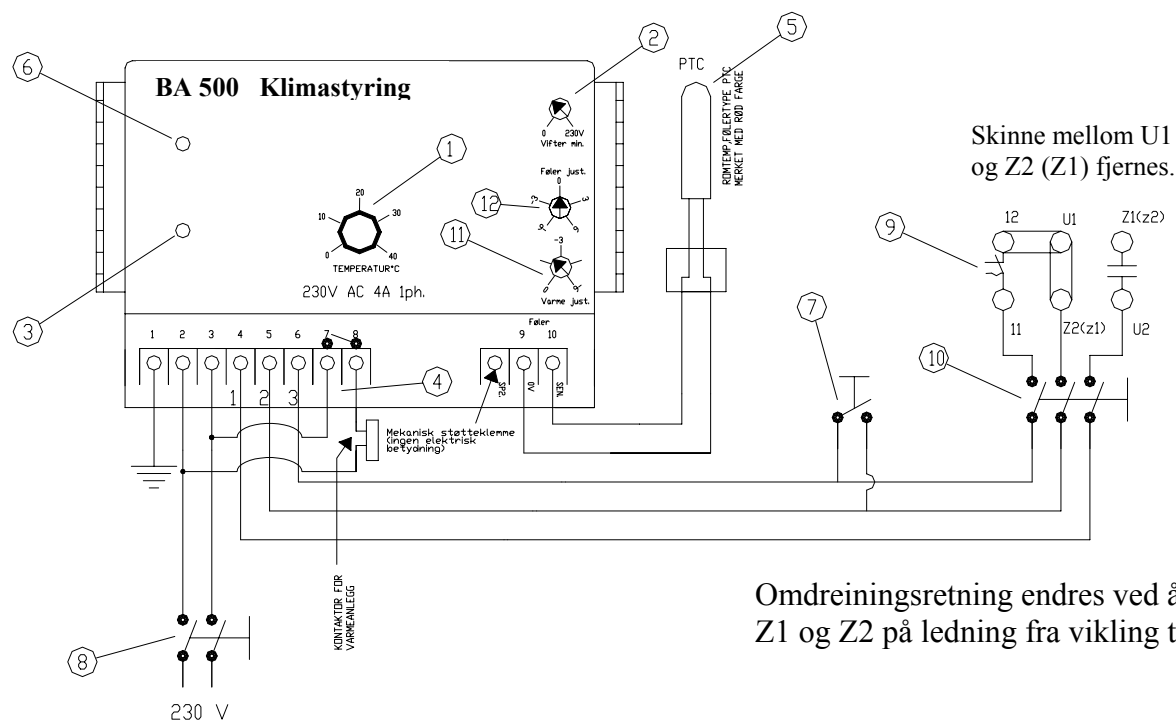 2
5
6
PTC
BA 500 Klimastyring
0 230V
Vifter min.
ROMTEMP,FØLERTYPE PTC
MERKET MED RØD FARGE
Skinne mellom U1
og Z2 (Z1) fjernes.
1
Føler just.
0
-3 3
-6 6
12
20
10 30
0 40
TEMPERATUR°C
230V AC 4A 1ph.
11
-3
0 -6
Varme just.
3
9
12 U1 Z1(z2)
11 Z2(z1) U2
7
10
Føler
1 2 3 4 5 6 7 8 9 10
4
1 2 3
SP2.
0V
SEN.
Mekanisk støtteklemme
(ingen elektrisk
betydning)
KONTAKTOR FOR
VARMEANLEGG
Omdreiningsretning endres ved å
Z1 og Z2 på ledning fra vikling t
8
230 V